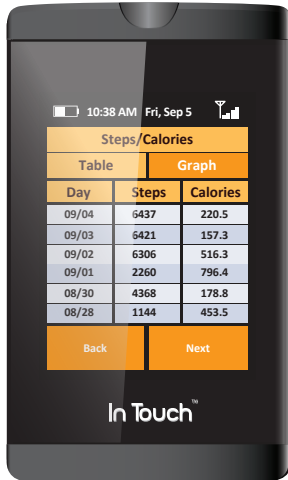 10:38 AM Fri, Sep 5
Steps/Calories
Table Graph
Day Steps Calories
09/04 6437 220.5
09/03 6421 157.3
09/02 6306 516.3
09/01 2260 796.4
08/30 4368 178.8
08/28 1144 453.5
Back Next
In Touch™